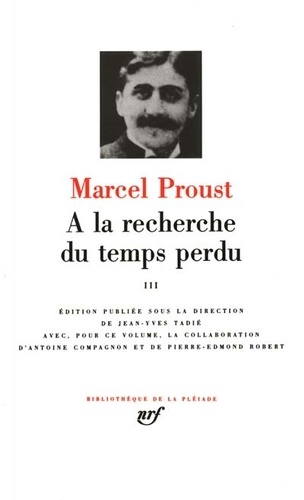 Marcel Proust
A la recherche
du temps perdu
III
ÉDITION PUBLIÉE SOUS LA DIRECTION
DE JEAN-YVES TADIÉ
AVEC, POUR CE VOLUME, LA COLLABORATION
D'ANTOINE COMPAGNON ET DE PIERRE-EDMOND ROBERT
BIBLIOTHÈQUE DE LA PLÉIADE
nrf